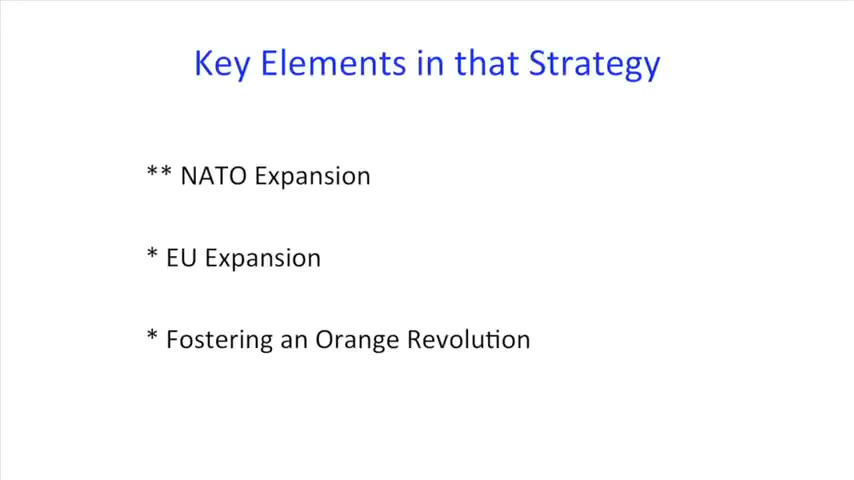 Key Elements in that Strategy
** NATO Expansion
* EU Expansion
* Fostering an Orange Revolution